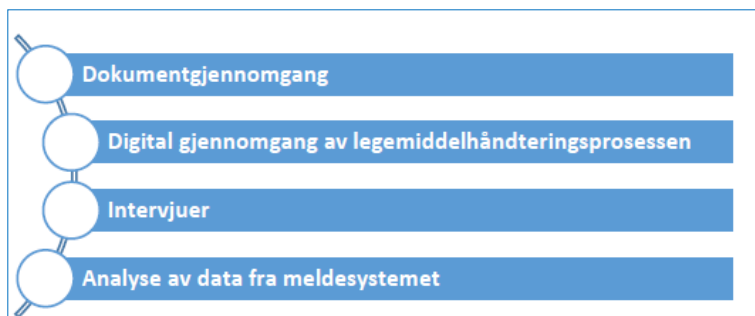 Dokumentgjennomgang
Digital gjennomgang av legemiddelhåndteringsprosessen
Intervjuer
Analyse av data fra meldesystemet